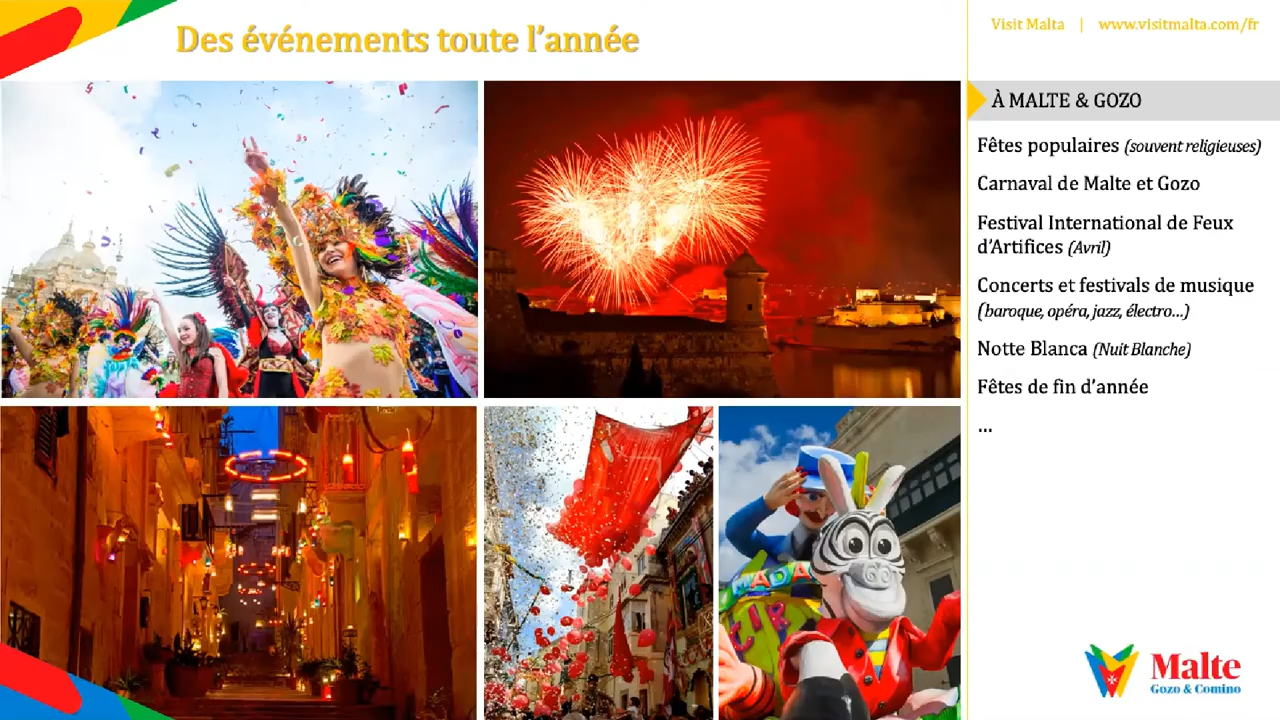 Des événements toute l’année
Visit Malta | www.visitmalta.com/fr
À MALTE & GOZO
Fêtes populaires (souvent religieuses)
Carnaval de Malte et Gozo
Festival International de Feux
d’Artifices (Avril)
Concerts et festivals de musique
(baroque, opéra, jazz, électro...)
Notte Blanca (Nuit Blanche)
Fêtes de fin d’année
...
Malte
Gozo & Comino